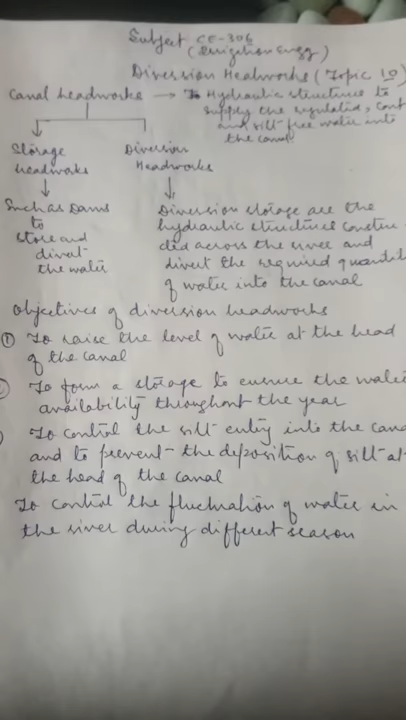 Subject CE-306
(Irrigation Engg)
Diversion Headworks (Topic 10)
Canal headworks → Hydraulic structures to
supply the regulated, cont
and silt free water into
the canal
Storage Headworks
Diversion Headworks
Such as Dams
to
store and
divert
the water
Diversion storage are the
hydraulic structures constru-
cted across the river and
divert the required quantit
of water into the canal
Objectives of diversion headworks
① To raise the level of water at the head
of the canal
To form a storage to ensure the water
availability throughout the year
To control the silt entry into the cana
and to prevent the deposition of silt at
the head of the canal
To control the fluctuation of water in
the river during different season